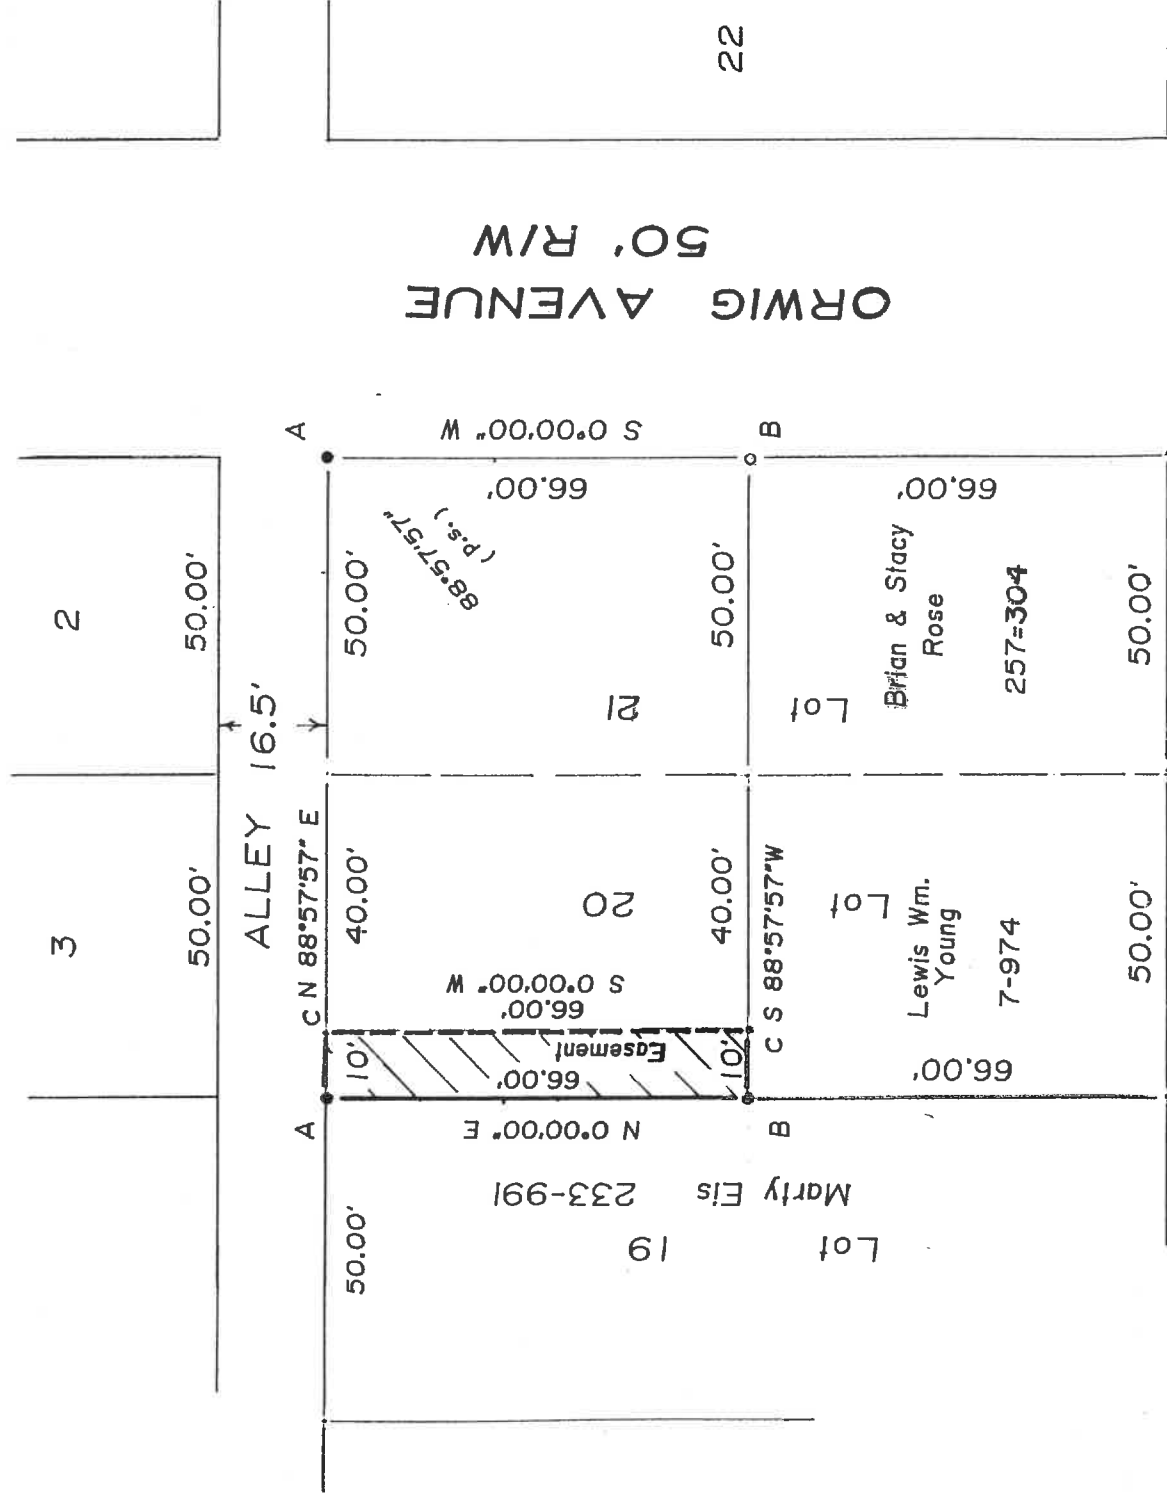 22
ORWIG AVENUE
50' R/W
2
3
50.00'
50.00'
ALLEY 16.5'
A
S 0°00'00" W
B
66.00'
66.00'
88°57'57"
(p.s.)
50.00'
50.00'
21
Lot
Brian & Stacy
Rose
257=304
50.00'
C N 88°57'57" E
40.00'
20
40.00'
C S 88°57'57"W
Lot
Lewis Wm.
Young
7-974
50.00'
S 0°00'00" W
66.00'
Easement
10'
66.00'
10'
66.00'
A
N 0°00'00" E
B
Marty Eis 233-991
Lot 19
50.00'